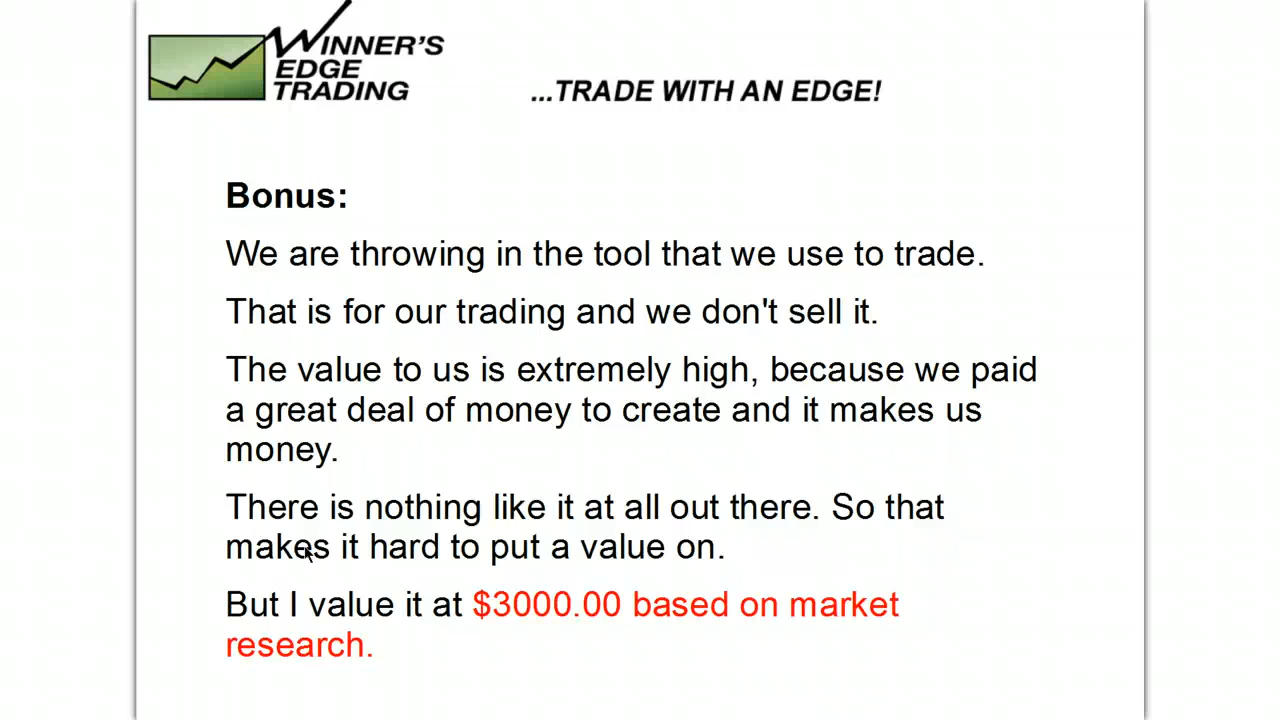 WINNER'S
EDGE
TRADING
...TRADE WITH AN EDGE!
Bonus:
We are throwing in the tool that we use to trade.
That is for our trading and we don't sell it.
The value to us is extremely high, because we paid
a great deal of money to create and it makes us
money.
There is nothing like it at all out there. So that
makes it hard to put a value on.
But I value it at $3000.00 based on market
research.